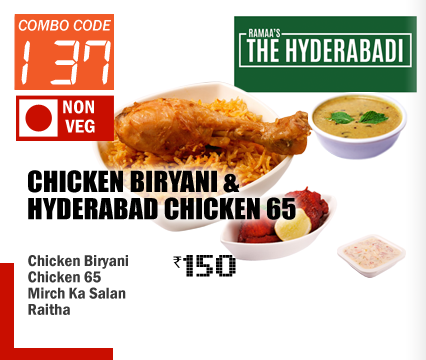 COMBO CODE
137
NON
VEG
RAMAA'S
THE HYDERABADI
CHICKEN BIRYANI &
HYDERABAD CHICKEN 65
Chicken Biryani
Chicken 65
Mirch Ka Salan
Raitha
₹150